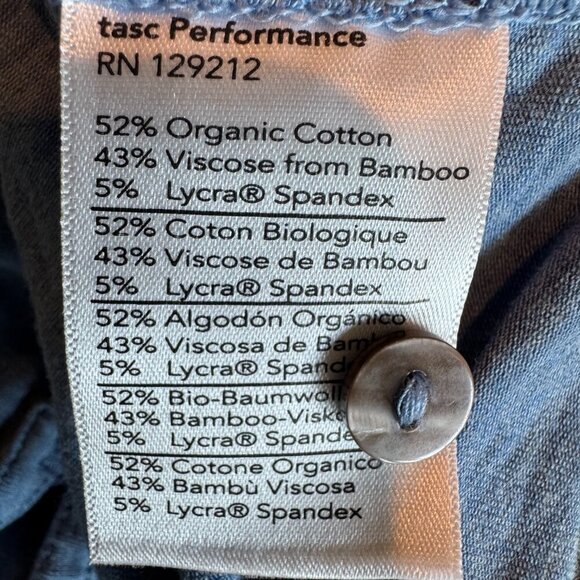 tasc Performance
RN 129212
52% Organic Cotton
43% Viscose from Bamboo
5% Lycra® Spandex
52% Coton Biologique
43% Viscose de Bambou
5% Lycra® Spandex
52% Algodón Orgánico
43% Viscosa de
5% Lycra®
52%
43%
5% Lycra®
52% Cotone Organico
43% Bambù Viscosa
5% Lycra® Spandex